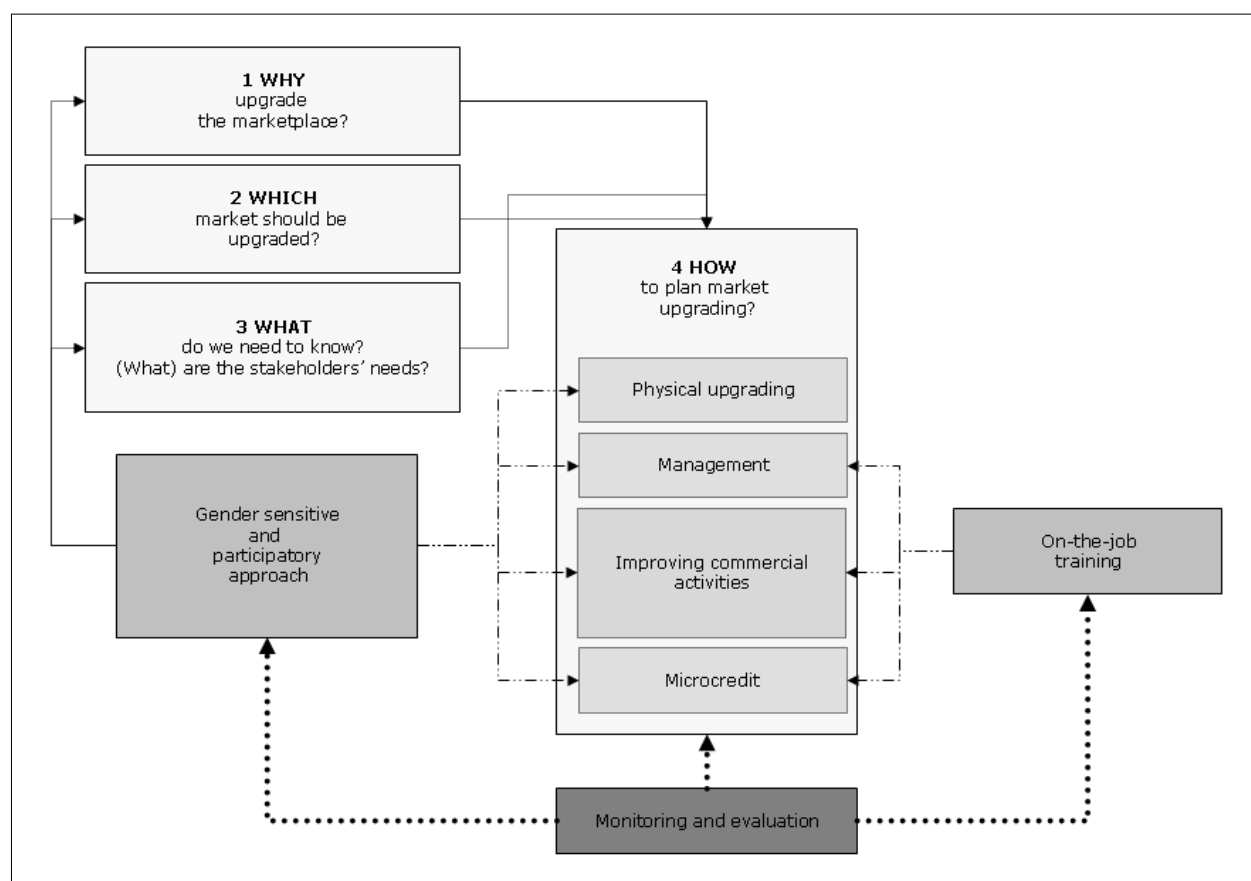 1 WHY
upgrade
the marketplace?
2 WHICH
market should be
upgraded?
3 WHAT
do we need to know?
(What) are the stakeholders’ needs?
4 HOW
to plan market
upgrading?
Physical upgrading
Management
Improving commercial
activities
Microcredit
Gender sensitive
and
participatory
approach
On-the-job
training
Monitoring and evaluation